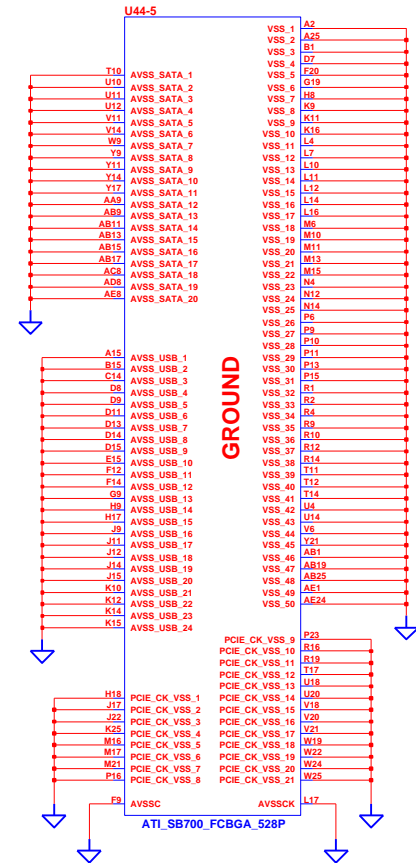 U44-5
T10 AVSS_SATA_1
U10 AVSS_SATA_2
U11 AVSS_SATA_3
U12 AVSS_SATA_4
V11 AVSS_SATA_5
V14 AVSS_SATA_6
W9 AVSS_SATA_7
Y9 AVSS_SATA_8
Y11 AVSS_SATA_9
Y14 AVSS_SATA_10
Y17 AVSS_SATA_11
AA9 AVSS_SATA_12
AB9 AVSS_SATA_13
AB11 AVSS_SATA_14
AB13 AVSS_SATA_15
AB15 AVSS_SATA_16
AB17 AVSS_SATA_17
AC8 AVSS_SATA_18
AD8 AVSS_SATA_19
AE8 AVSS_SATA_20
A15 AVSS_USB_1
B15 AVSS_USB_2
C14 AVSS_USB_3
D8 AVSS_USB_4
D9 AVSS_USB_5
D11 AVSS_USB_6
D13 AVSS_USB_7
D14 AVSS_USB_8
D15 AVSS_USB_9
E15 AVSS_USB_10
F12 AVSS_USB_11
F14 AVSS_USB_12
G9 AVSS_USB_13
H9 AVSS_USB_14
H17 AVSS_USB_15
J9 AVSS_USB_16
J11 AVSS_USB_17
J12 AVSS_USB_18
J14 AVSS_USB_19
J15 AVSS_USB_20
K10 AVSS_USB_21
K12 AVSS_USB_22
K14 AVSS_USB_23
K15 AVSS_USB_24
H18 PCIE_CK_VSS_1
J17 PCIE_CK_VSS_2
J22 PCIE_CK_VSS_3
K25 PCIE_CK_VSS_4
M16 PCIE_CK_VSS_5
M17 PCIE_CK_VSS_6
M21 PCIE_CK_VSS_7
P16 PCIE_CK_VSS_8
F9 AVSSC
GROUND
VSS_1 A2
VSS_2 A25
VSS_3 B1
VSS_4 D7
VSS_5 F20
VSS_6 G19
VSS_7 H8
VSS_8 K9
VSS_9 K11
VSS_10 K16
VSS_11 L4
VSS_12 L7
VSS_13 L10
VSS_14 L11
VSS_15 L12
VSS_16 L14
VSS_17 L16
VSS_18 M6
VSS_19 M10
VSS_20 M11
VSS_21 M13
VSS_22 M15
VSS_23 N4
VSS_24 N12
VSS_25 N14
VSS_26 P6
VSS_27 P9
VSS_28 P10
VSS_29 P11
VSS_30 P13
VSS_31 P15
VSS_32 R1
VSS_33 R2
VSS_34 R4
VSS_35 R9
VSS_36 R10
VSS_37 R12
VSS_38 R14
VSS_39 T11
VSS_40 T12
VSS_41 T14
VSS_42 U4
VSS_43 U14
VSS_44 V6
VSS_45 Y21
VSS_46 AB1
VSS_47 AB19
VSS_48 AB25
VSS_49 AE1
VSS_50 AE24
PCIE_CK_VSS_9 P23
PCIE_CK_VSS_10 R16
PCIE_CK_VSS_11 R19
PCIE_CK_VSS_12 T17
PCIE_CK_VSS_13 U18
PCIE_CK_VSS_14 U20
PCIE_CK_VSS_15 V18
PCIE_CK_VSS_16 V20
PCIE_CK_VSS_17 V21
PCIE_CK_VSS_18 W19
PCIE_CK_VSS_19 W22
PCIE_CK_VSS_20 W24
PCIE_CK_VSS_21 W25
AVSSCK L17
ATI_SB700_FCBGA_528P